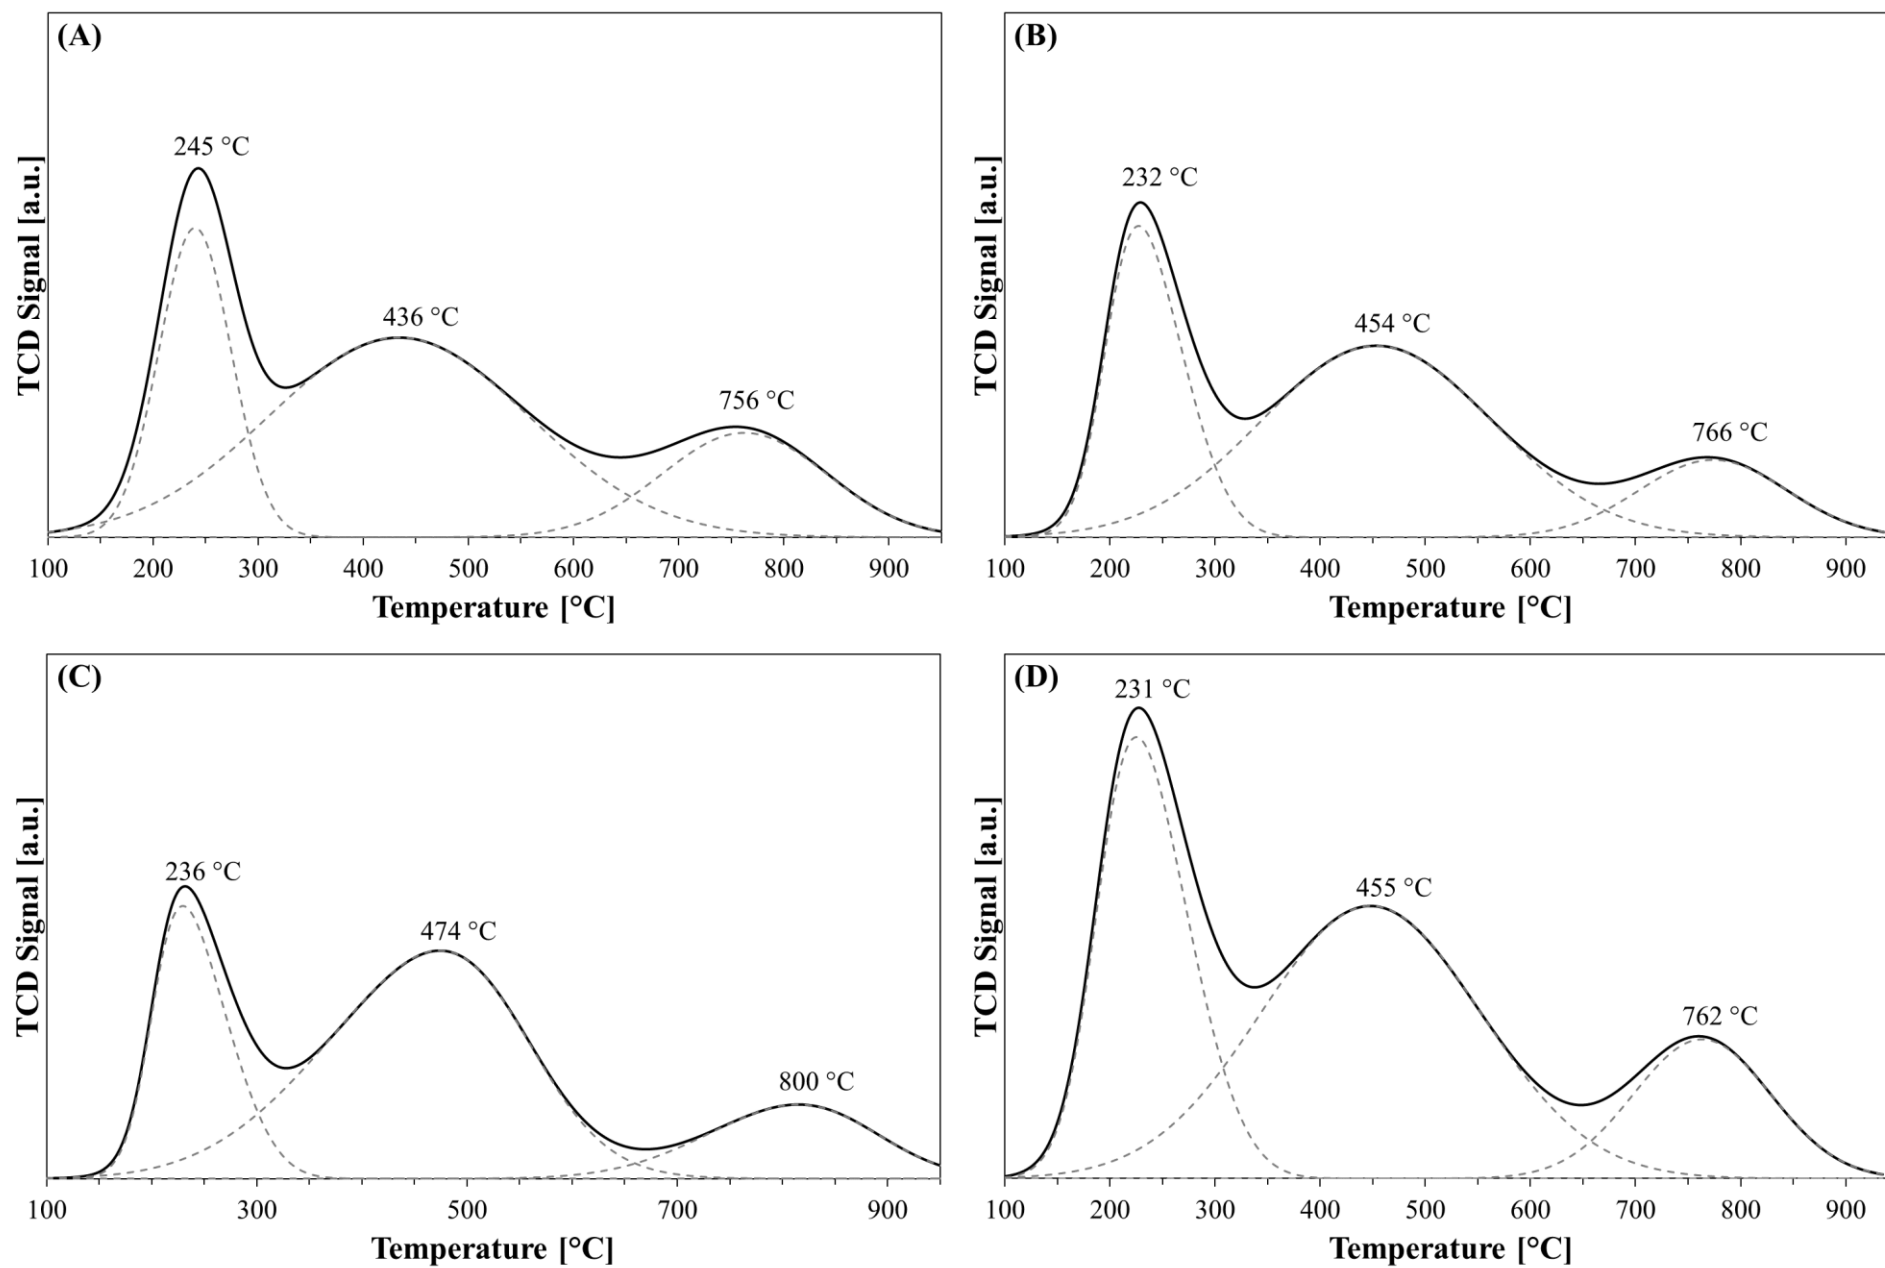 (A)
245 °C
436 °C
756 °C
TCD Signal [a.u.]
100 200 300 400 500 600 700 800 900
Temperature [°C]
(B)
232 °C
454 °C
766 °C
TCD Signal [a.u.]
100 200 300 400 500 600 700 800 900
Temperature [°C]
(C)
236 °C
474 °C
800 °C
TCD Signal [a.u.]
100 300 500 700 900
Temperature [°C]
(D)
231 °C
455 °C
762 °C
TCD Signal [a.u.]
100 200 300 400 500 600 700 800 900
Temperature [°C]